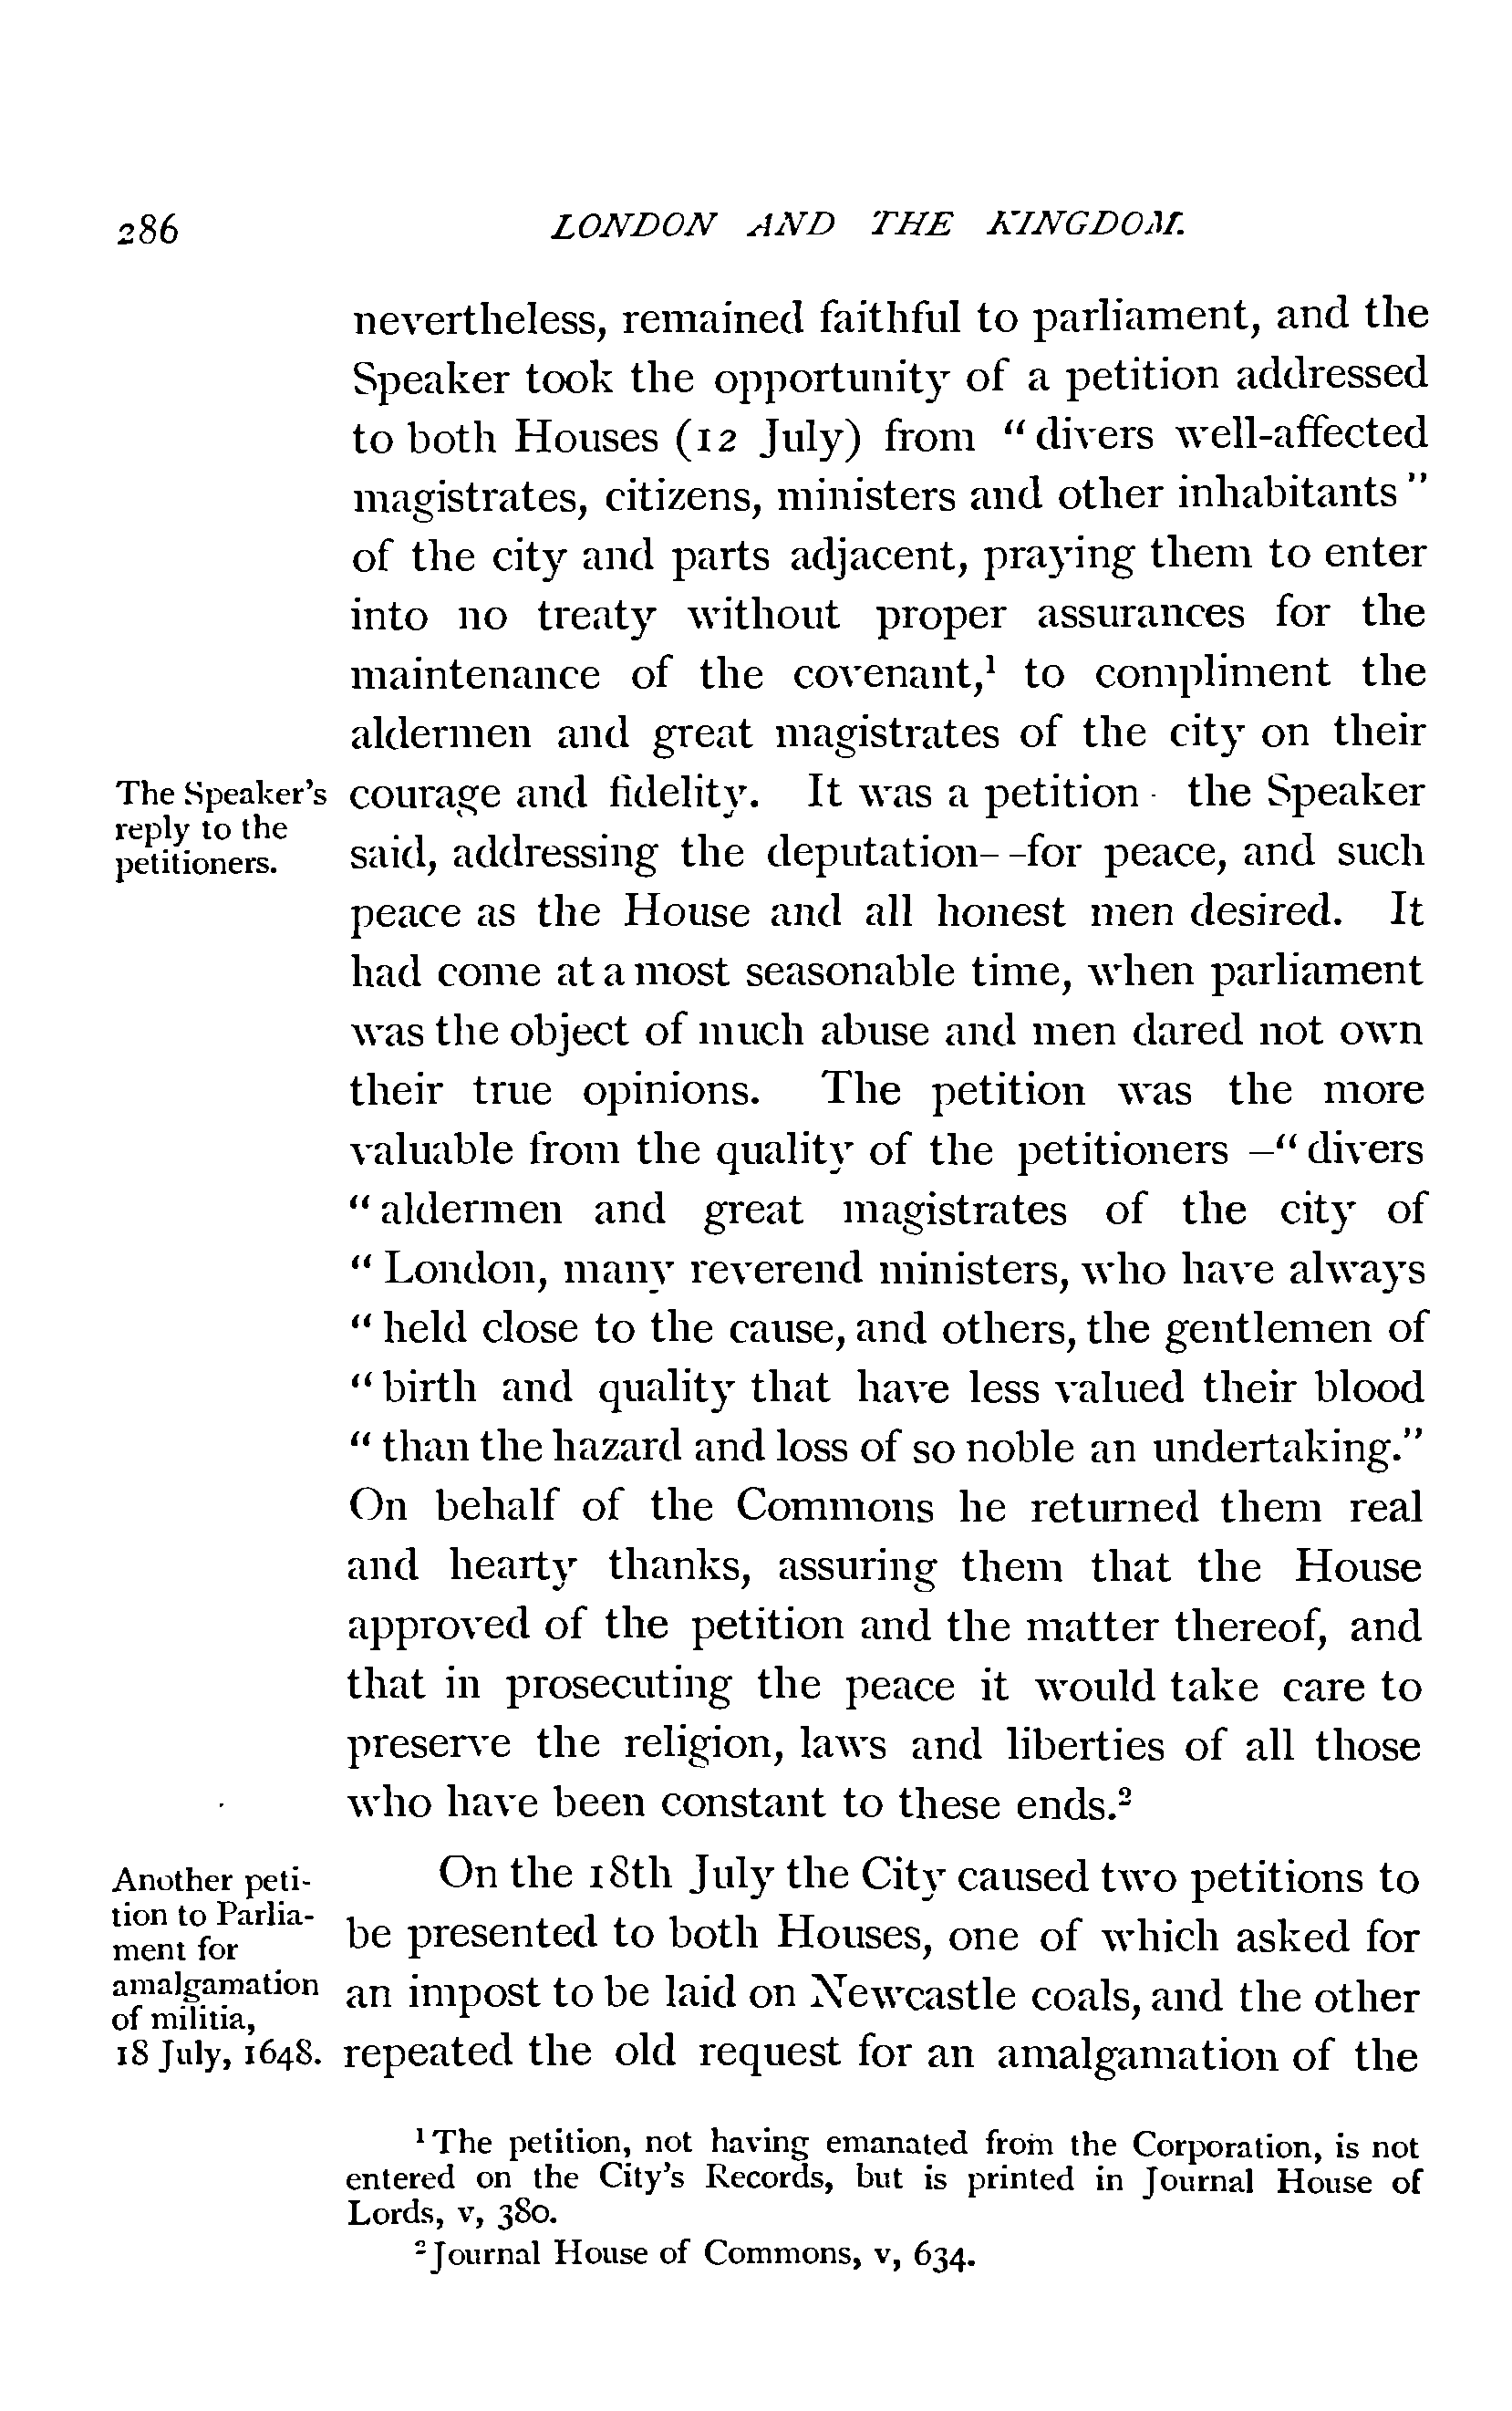 286 LONDON AND THE KINGDOM.
nevertheless, remained faithful to parliament, and the
Speaker took the opportunity of a petition addressed
to both Houses (12 July) from “divers well-affected
magistrates, citizens, ministers and other inhabitants”
of the city and parts adjacent, praying them to enter
into no treaty without proper assurances for the
maintenance of the covenant,¹ to compliment the
aldermen and great magistrates of the city on their
The Speaker’s
reply to the
petitioners.
courage and fidelity. It was a petition - the Speaker
said, addressing the deputation--for peace, and such
peace as the House and all honest men desired. It
had come at a most seasonable time, when parliament
was the object of much abuse and men dared not own
their true opinions. The petition was the more
valuable from the quality of the petitioners —“divers
“aldermen and great magistrates of the city of
“London, many reverend ministers, who have always
“held close to the cause, and others, the gentlemen of
“birth and quality that have less valued their blood
“than the hazard and loss of so noble an undertaking.”
On behalf of the Commons he returned them real
and hearty thanks, assuring them that the House
approved of the petition and the matter thereof, and
that in prosecuting the peace it would take care to
preserve the religion, laws and liberties of all those
who have been constant to these ends.²
Another peti-
tion to Parlia-
ment for
amalgamation
of militia,
18 July, 1648.
On the 18th July the City caused two petitions to
be presented to both Houses, one of which asked for
an impost to be laid on Newcastle coals, and the other
repeated the old request for an amalgamation of the
¹ The petition, not having emanated from the Corporation, is not
entered on the City’s Records, but is printed in Journal House of
Lords, v, 380.
² Journal House of Commons, v, 634.